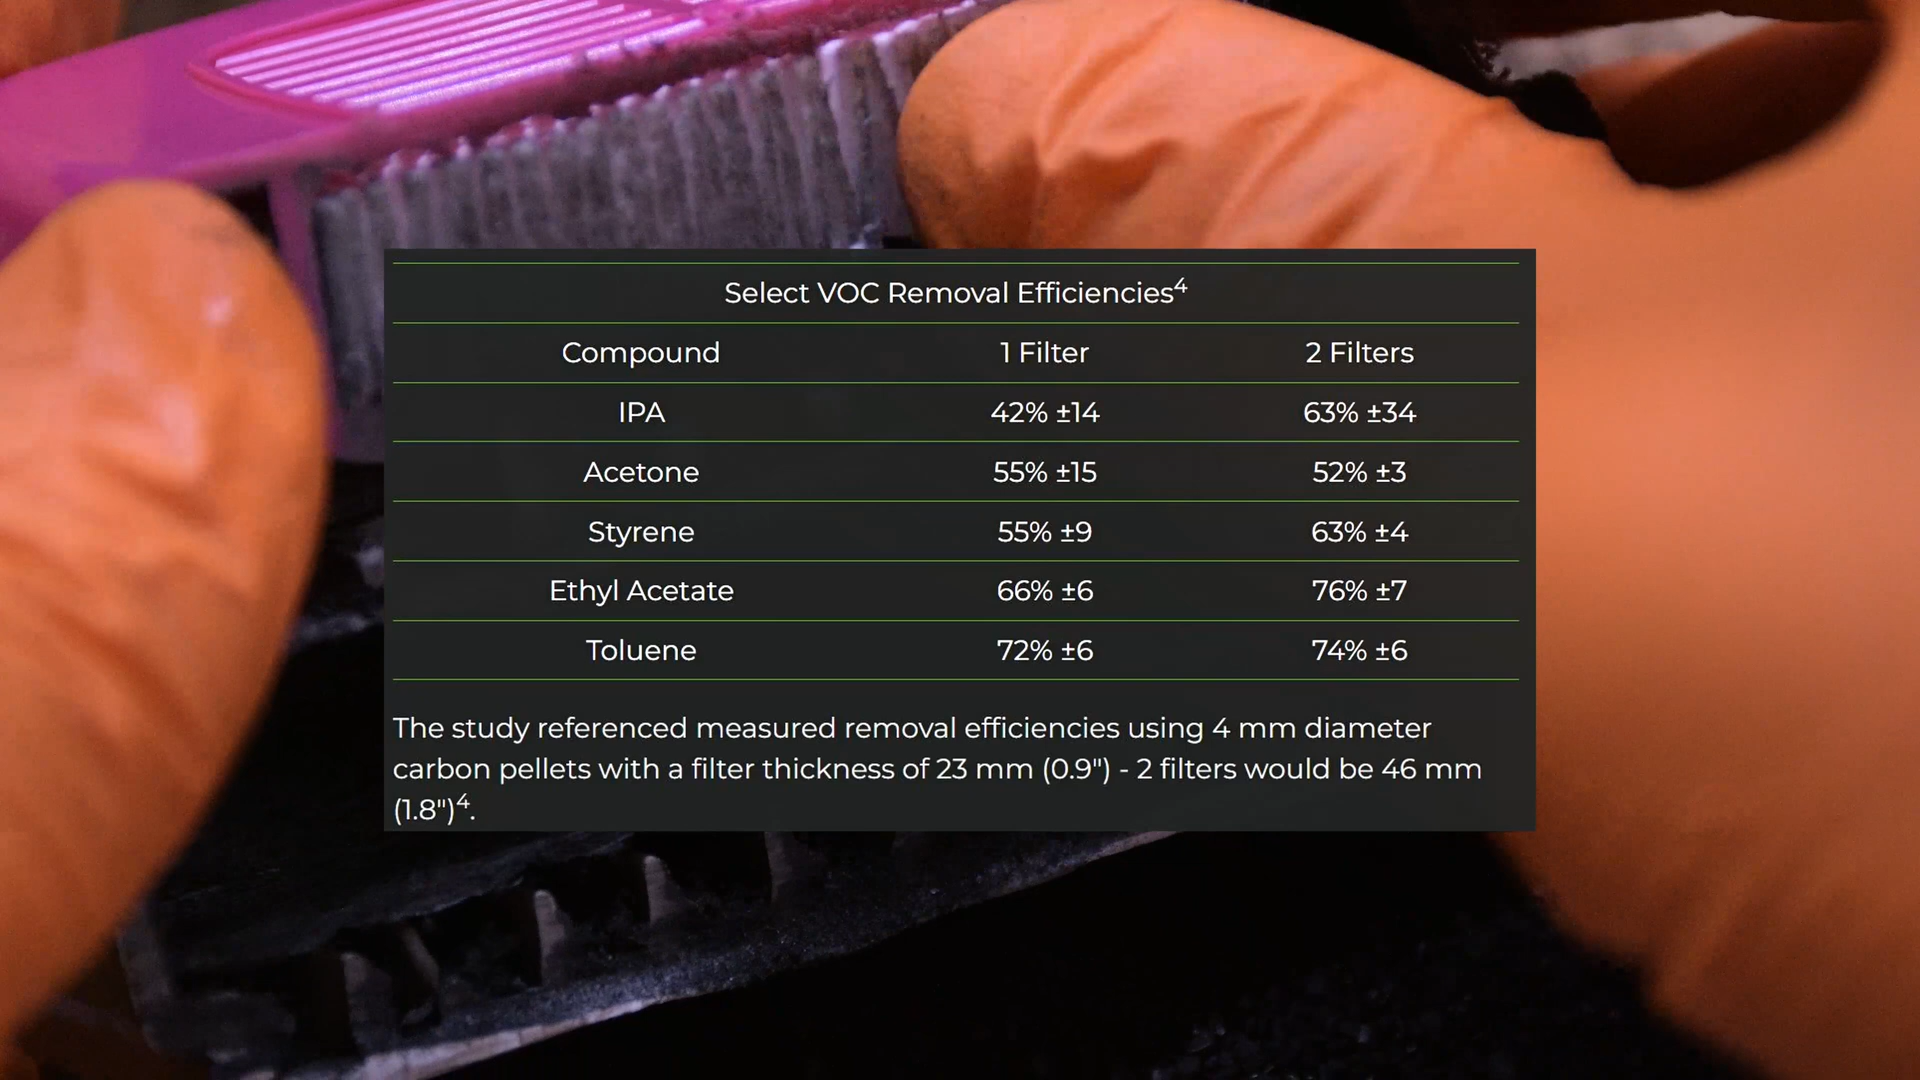 Select VOC Removal Efficiencies⁴
Compound 1 Filter 2 Filters
IPA 42% ±14 63% ±34
Acetone 55% ±15 52% ±3
Styrene 55% ±9 63% ±4
Ethyl Acetate 66% ±6 76% ±7
Toluene 72% ±6 74% ±6
The study referenced measured removal efficiencies using 4 mm diameter
carbon pellets with a filter thickness of 23 mm (0.9") - 2 filters would be 46 mm
(1.8")⁴.